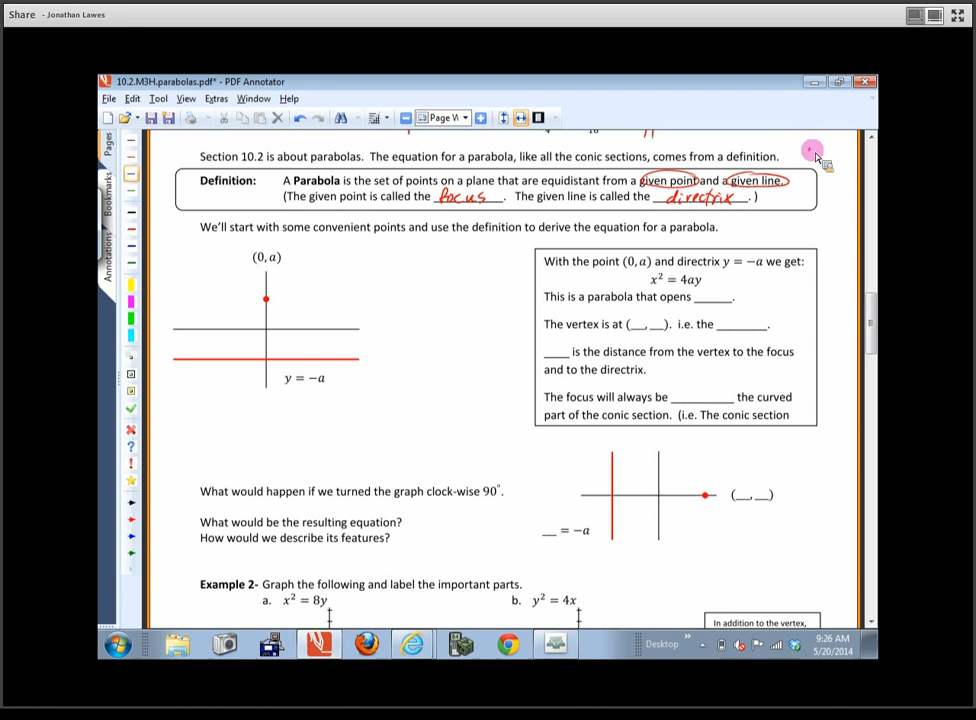 Share - Jonathan Lawes
10.2.M3H.parabolas.pdf* - PDF Annotator
File Edit Tool View Extras Window Help
Page W
Pages
Bookmarks
Annotations
Section 10.2 is about parabolas. The equation for a parabola, like all the conic sections, comes from a definition.
Definition: A Parabola is the set of points on a plane that are equidistant from a given point and a given line.
(The given point is called the focus. The given line is called the directrix.)
We'll start with some convenient points and use the definition to derive the equation for a parabola.
(0, a)
y = −a
With the point (0, a) and directrix y = −a we get:
x² = 4ay
This is a parabola that opens ______.
The vertex is at (__, __). i.e. the ________.
____ is the distance from the vertex to the focus
and to the directrix.
The focus will always be __________ the curved
part of the conic section. (i.e. The conic section
What would happen if we turned the graph clock-wise 90°.
(__, __)
What would be the resulting equation?
How would we describe its features?
__ = −a
Example 2- Graph the following and label the important parts.
a. x² = 8y b. y² = 4x
In addition to the vertex,
Desktop
9:26 AM
5/20/2014